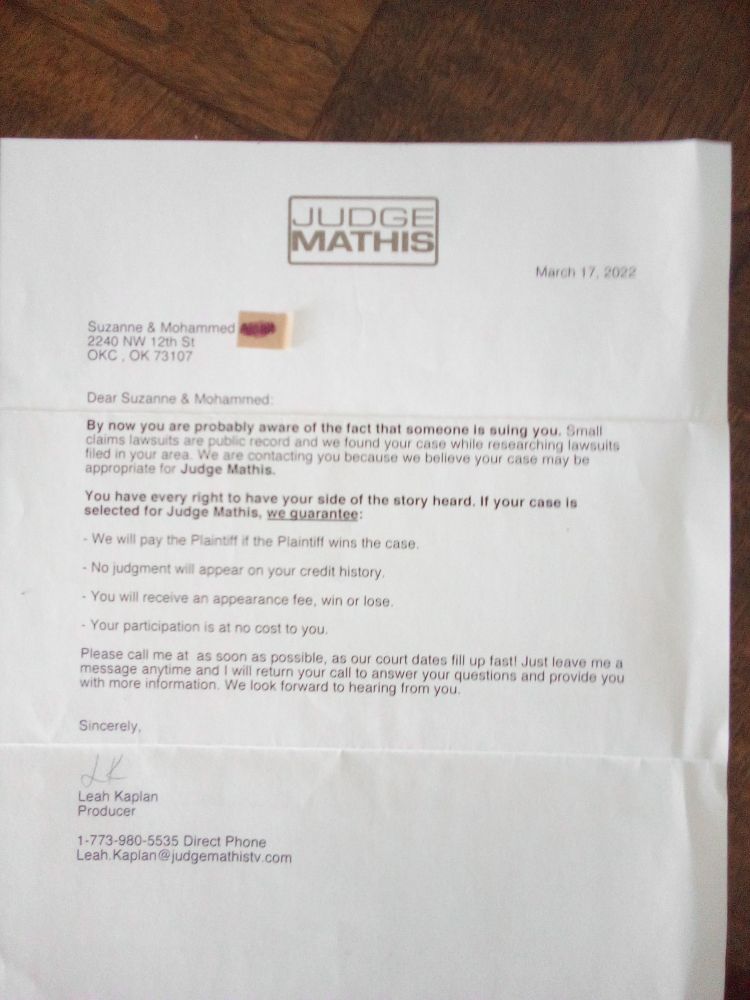 JUDGE
MATHIS
March 17, 2022
Suzanne & Mohammed
2240 NW 12th St
OKC , OK 73107
Dear Suzanne & Mohammed:
By now you are probably aware of the fact that someone is suing you. Small
claims lawsuits are public record and we found your case while researching lawsuits
filed in your area. We are contacting you because we believe your case may be
appropriate for Judge Mathis.
You have every right to have your side of the story heard. If your case is
selected for Judge Mathis, we guarantee:
- We will pay the Plaintiff if the Plaintiff wins the case.
- No judgment will appear on your credit history.
- You will receive an appearance fee, win or lose.
- Your participation is at no cost to you.
Please call me at as soon as possible, as our court dates fill up fast! Just leave me a
message anytime and I will return your call to answer your questions and provide you
with more information. We look forward to hearing from you.
Sincerely,
LK
Leah Kaplan
Producer
1-773-980-5535 Direct Phone
Leah.Kaplan@judgemathistv.com